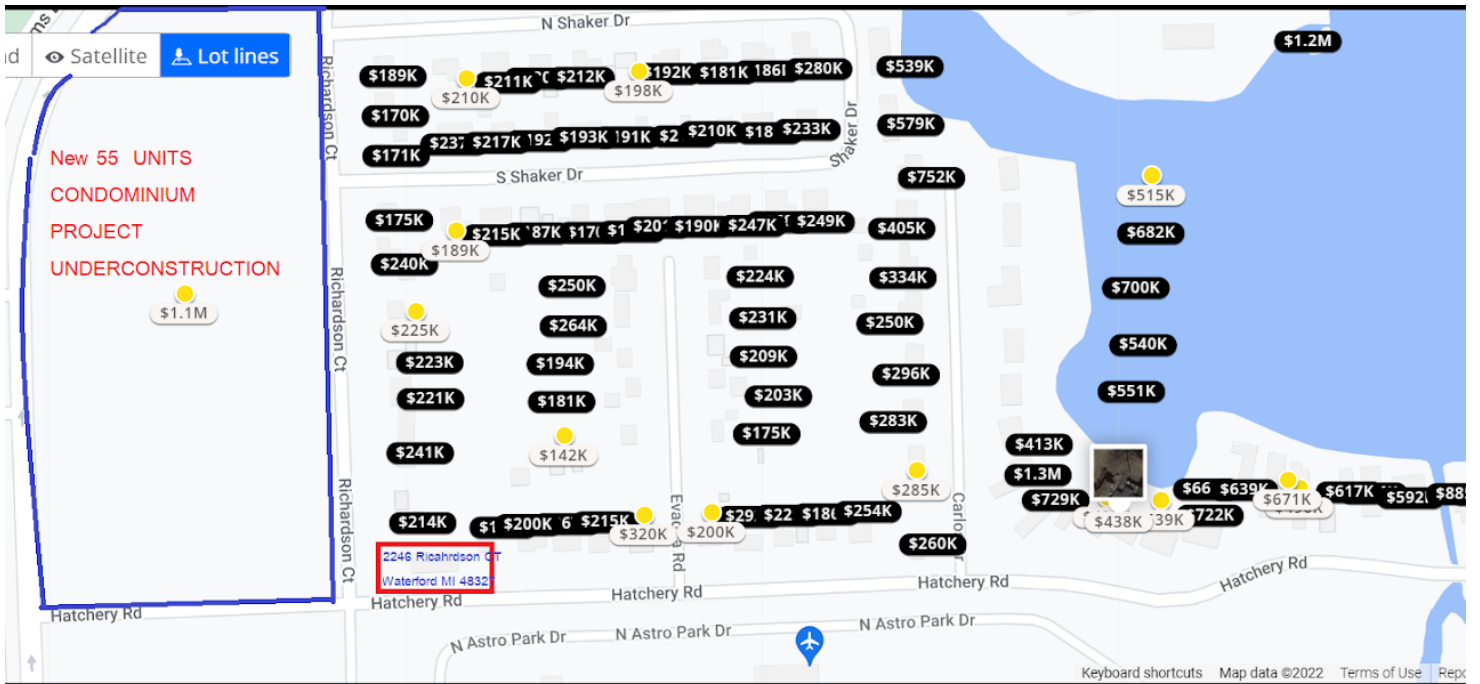 N Shaker Dr
Satellite
Lot lines
$1.2M
$189K
$210K
$211K
$212K
$198K
$192K
$181K
$280K
$539K
$170K
$171K
$217K
$193K
$210K
$233K
$579K
Richardson Ct
Shaker Dr
New 55 UNITS
CONDOMINIUM
PROJECT
UNDERCONSTRUCTION
$1.1M
S Shaker Dr
$752K
$515K
$175K
$189K
$215K
$190K
$247K
$249K
$405K
$682K
$240K
$250K
$224K
$334K
$700K
Richardson Ct
$225K
$264K
$231K
$250K
$540K
$223K
$194K
$209K
$296K
$551K
$221K
$181K
$203K
$283K
$241K
$142K
$175K
$413K
$285K
$1.3M
$729K
$639K
$671K
$617K
$438K
$722K
Richardson Ct
$214K
$200K
$215K
$320K
$200K
$254K
$260K
2246 Ricahrdson CT
Waterford MI 4832
Hatchery Rd
Hatchery Rd
Hatchery Rd
Hatchery Rd
Hatchery Rd
N Astro Park Dr
N Astro Park Dr
N Astro Park Dr
Keyboard shortcuts Map data ©2022 Terms of Use